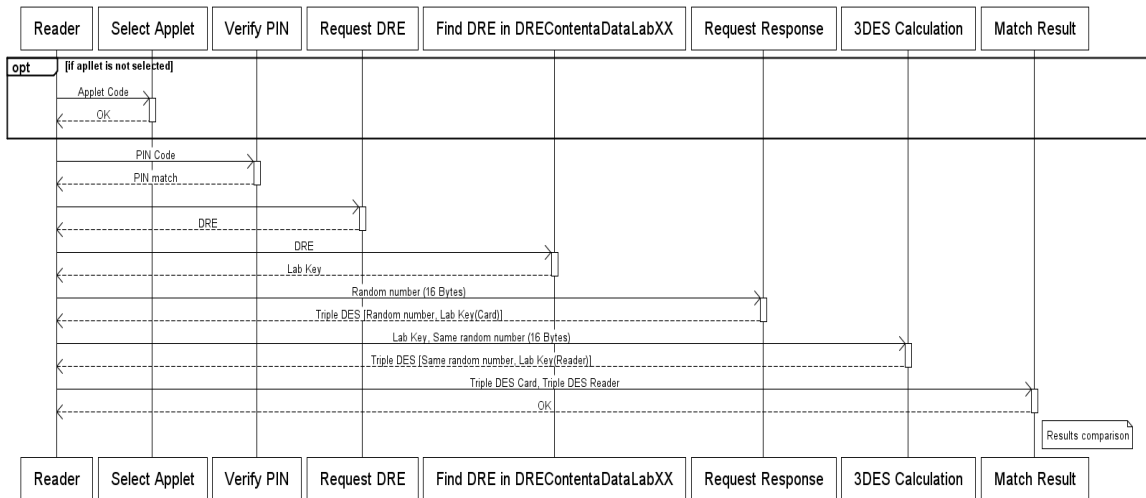 Reader Select Applet Verify PIN Request DRE Find DRE in DREContentaDataLabXX Request Response 3DES Calculation Match Result
opt [if apllet is not selected]
Applet Code
OK
PIN Code
PIN match
DRE
DRE
Lab Key
Random number (16 Bytes)
Triple DES [Random number, Lab Key(Card)]
Lab Key, Same random number (16 Bytes)
Triple DES [Same random number, Lab Key(Reader)]
Triple DES Card, Triple DES Reader
OK
Results comparison
Reader Select Applet Verify PIN Request DRE Find DRE in DREContentaDataLabXX Request Response 3DES Calculation Match Result